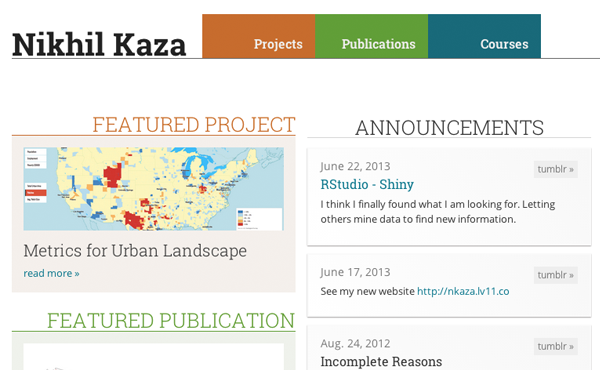 Nikhil Kaza
Projects
Publications
Courses
FEATURED PROJECT
Metrics for Urban Landscape
read more »
FEATURED PUBLICATION
ANNOUNCEMENTS
June 22, 2013
tumblr »
RStudio - Shiny
I think I finally found what I am looking for. Letting
others mine data to find new information.
June 17, 2013
tumblr »
See my new website http://nkaza.lv11.co
Aug. 24, 2012
tumblr »
Incomplete Reasons